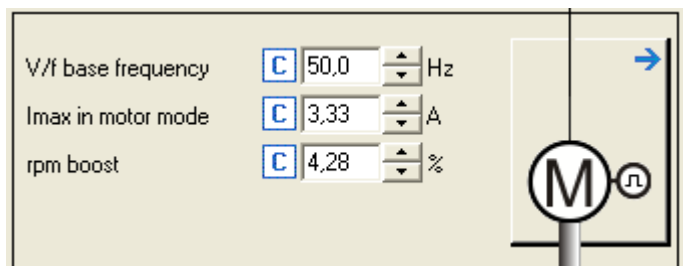 V/f base frequency C 50,0 Hz
Imax in motor mode C 3,33 A
rpm boost C 4,28 %
M